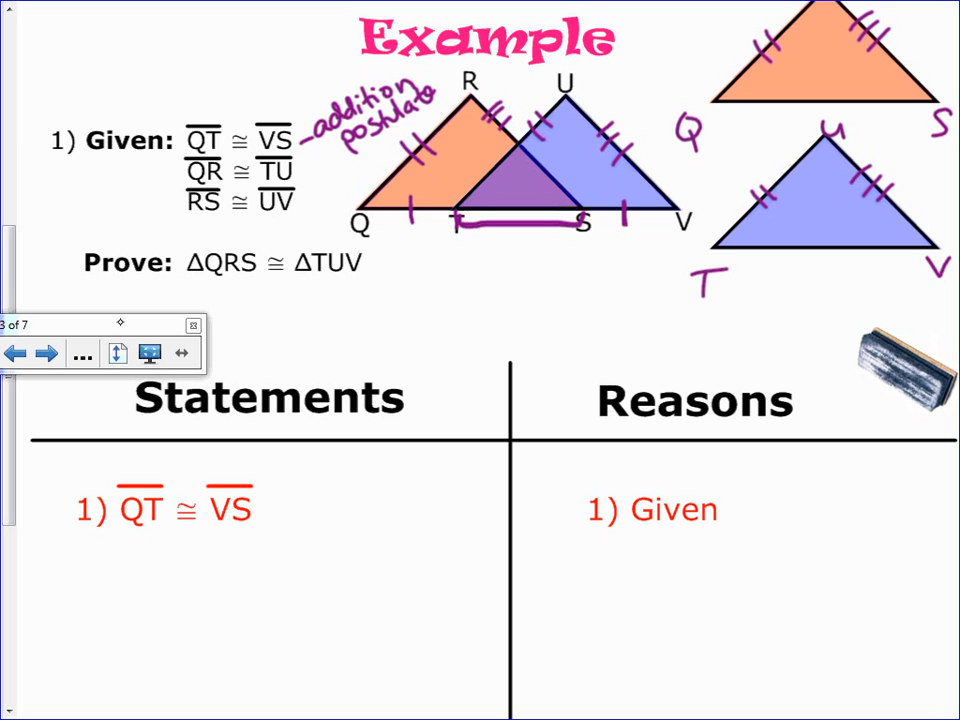 Example
1) Given: QT ≅ VS
QR ≅ TU
RS ≅ UV
Prove: ΔQRS ≅ ΔTUV
-addition
postulate
R
U
Q
T
S
V
Q
S
U
T
V
3 of 7
...
Statements
Reasons
1) QT ≅ VS
1) Given